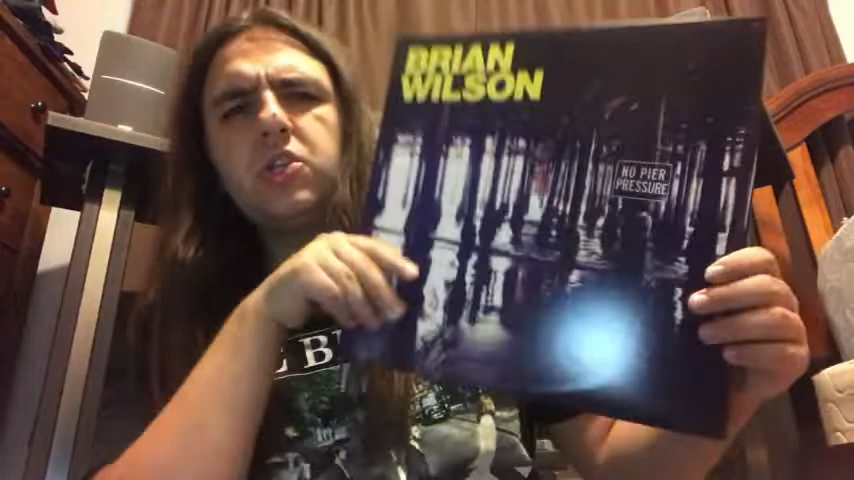 BRIAN
WILSON
NO PIER
PRESSURE
E B